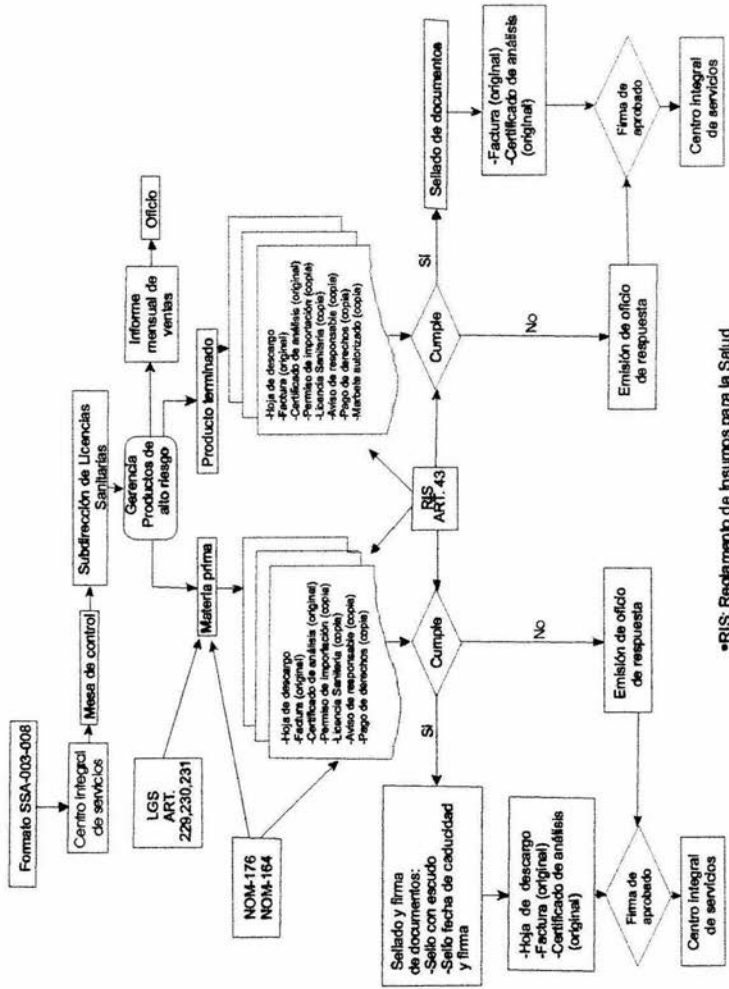 Formato SSA-003-008
Centro integral
de servicios
Mesa de control
Subdirección de Licencias
Sanitarias
Gerencia
Productos de
alto riesgo
Informe
mensual de
ventas
Oficio
LGS
ART.
229,230,231
NOM-176
NOM-164
Materia prima
Producto terminado
-Hoja de descargo
-Factura (original)
-Certificado de análisis (original)
-Permiso de importación (copia)
-Licencia Sanitaria (copia)
-Aviso de responsable (copia)
-Pago de derechos (copia)
-Hoja de descargo
-Factura (original)
-Certificado de análisis (original)
-Permiso de importación (copia)
-Licencia Sanitaria (copia)
-Aviso de responsable (copia)
-Pago de derechos (copia)
-Marbete autorizado (copia)
RIS
ART. 43
Cumple
Cumple
Si
No
Si
No
Sellado y firma
de documentos:
-Sello con escudo
-Sello fecha de caducidad
y firma
Sellado de documentos
-Hoja de descargo
-Factura (original)
-Certificado de análisis
(original)
Emisión de oficio
de respuesta
Emisión de oficio
de respuesta
-Factura (original)
-Certificado de análisis
(original)
Firma de
aprobado
Firma de
aprobado
Centro integral
de servicios
Centro integral
de servicios
•RIS: Reglamento de Insumos para la Salud